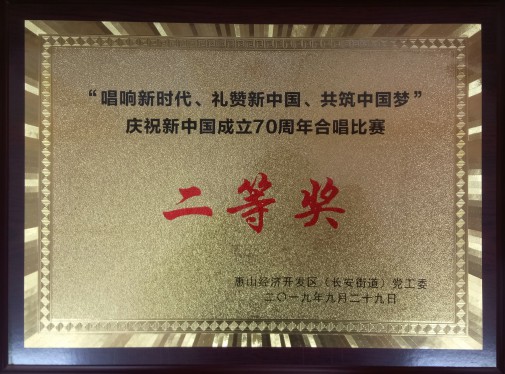 “唱响新时代、礼赞新中国、共筑中国梦”
庆祝新中国成立70周年合唱比赛
二等奖
惠山经济开发区（长安街道）党工委
二〇一九年九月二十九日